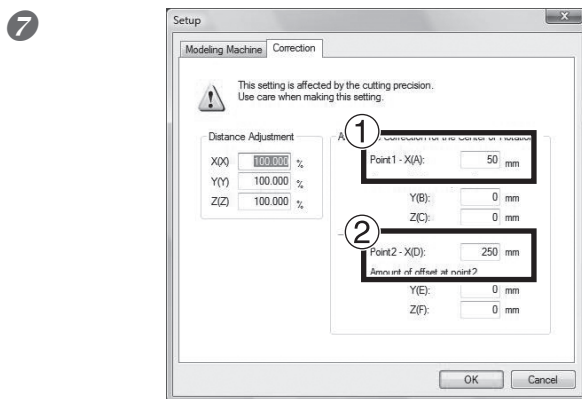 7
Setup
X
Modeling Machine Correction
This setting is affected by the cutting precision.
Use care when making this setting.
Distance Adjustment
X(X) 100.000 %
Y(Y) 100.000 %
Z(Z) 100.000 %
1
Point1 - X(A): 50 mm
Y(B): 0 mm
Z(C): 0 mm
2
Point2 - X(D): 250 mm
Amount of offset at point2
Y(E): 0 mm
Z(F): 0 mm
OK Cancel